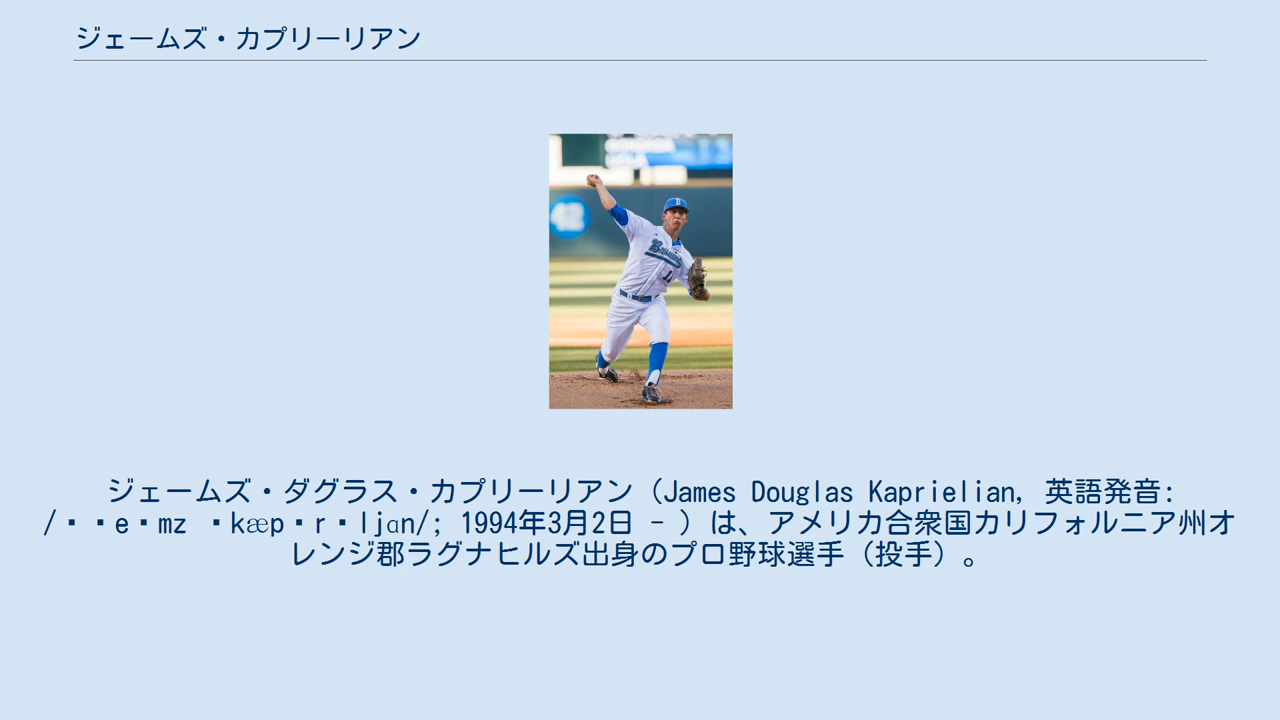 ジェームズ・カプリーリアン
ジェームズ・ダグラス・カプリーリアン（James Douglas Kaprielian, 英語発音:
/▪▪e▪mz ▪kæp▪r▪ljɑn/; 1994年3月2日 - ）は、アメリカ合衆国カリフォルニア州オ
レンジ郡ラグナヒルズ出身のプロ野球選手（投手）。